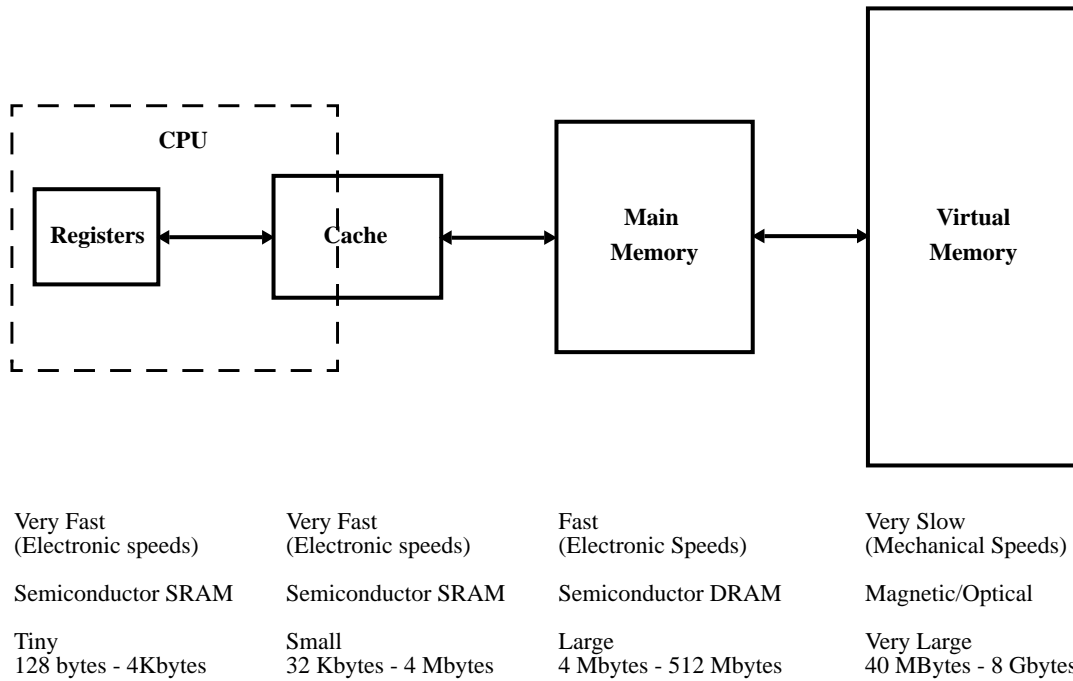 CPU
Registers
Cache
Main
Memory
Virtual
Memory
Very Fast
(Electronic speeds)
Semiconductor SRAM
Tiny
128 bytes - 4Kbytes
Very Fast
(Electronic speeds)
Semiconductor SRAM
Small
32 Kbytes - 4 Mbytes
Fast
(Electronic Speeds)
Semiconductor DRAM
Large
4 Mbytes - 512 Mbytes
Very Slow
(Mechanical Speeds)
Magnetic/Optical
Very Large
40 MBytes - 8 Gbytes